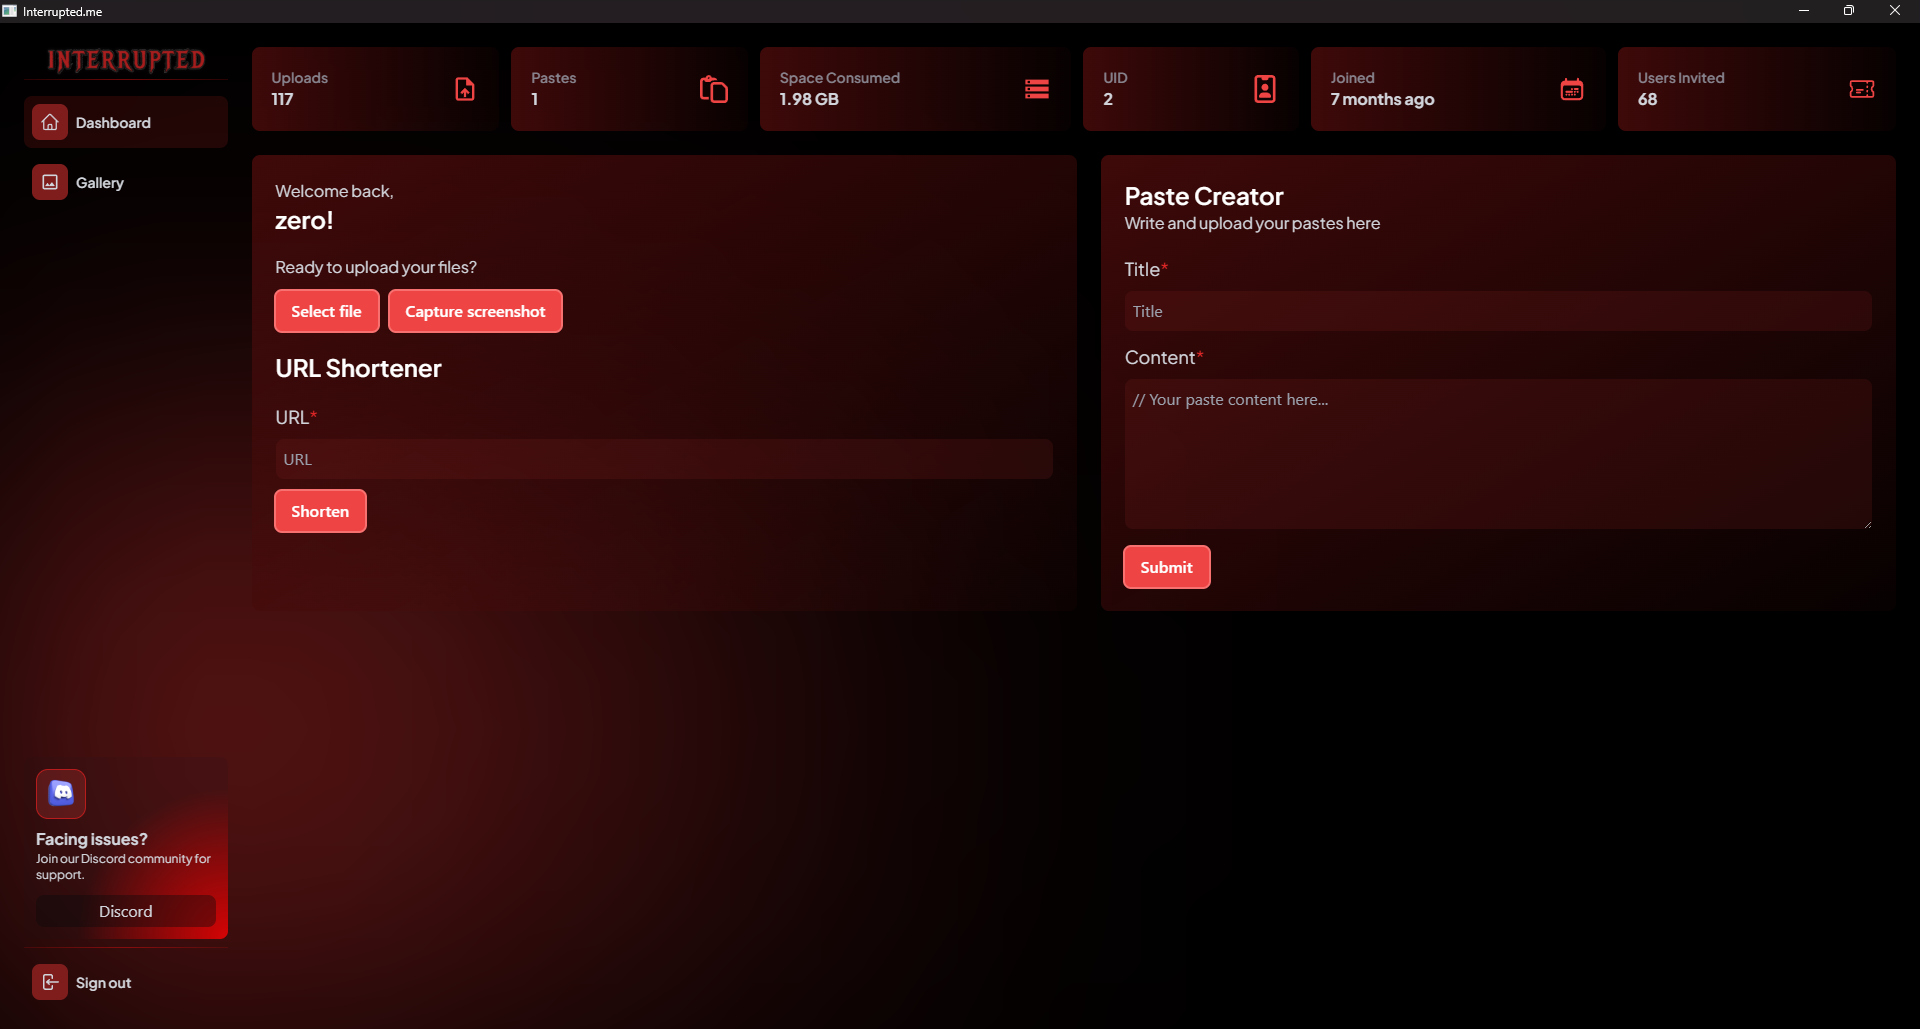 Interrupted.me
INTERRUPTED
Dashboard
Gallery
Uploads
117
Pastes
1
Space Consumed
1.98 GB
UID
2
Joined
7 months ago
Users Invited
68
Welcome back,
zero!
Ready to upload your files?
Select file
Capture screenshot
URL Shortener
URL*
URL
Shorten
Paste Creator
Write and upload your pastes here
Title*
Title
Content*
// Your paste content here...
Submit
Facing issues?
Join our Discord community for
support.
Discord
Sign out